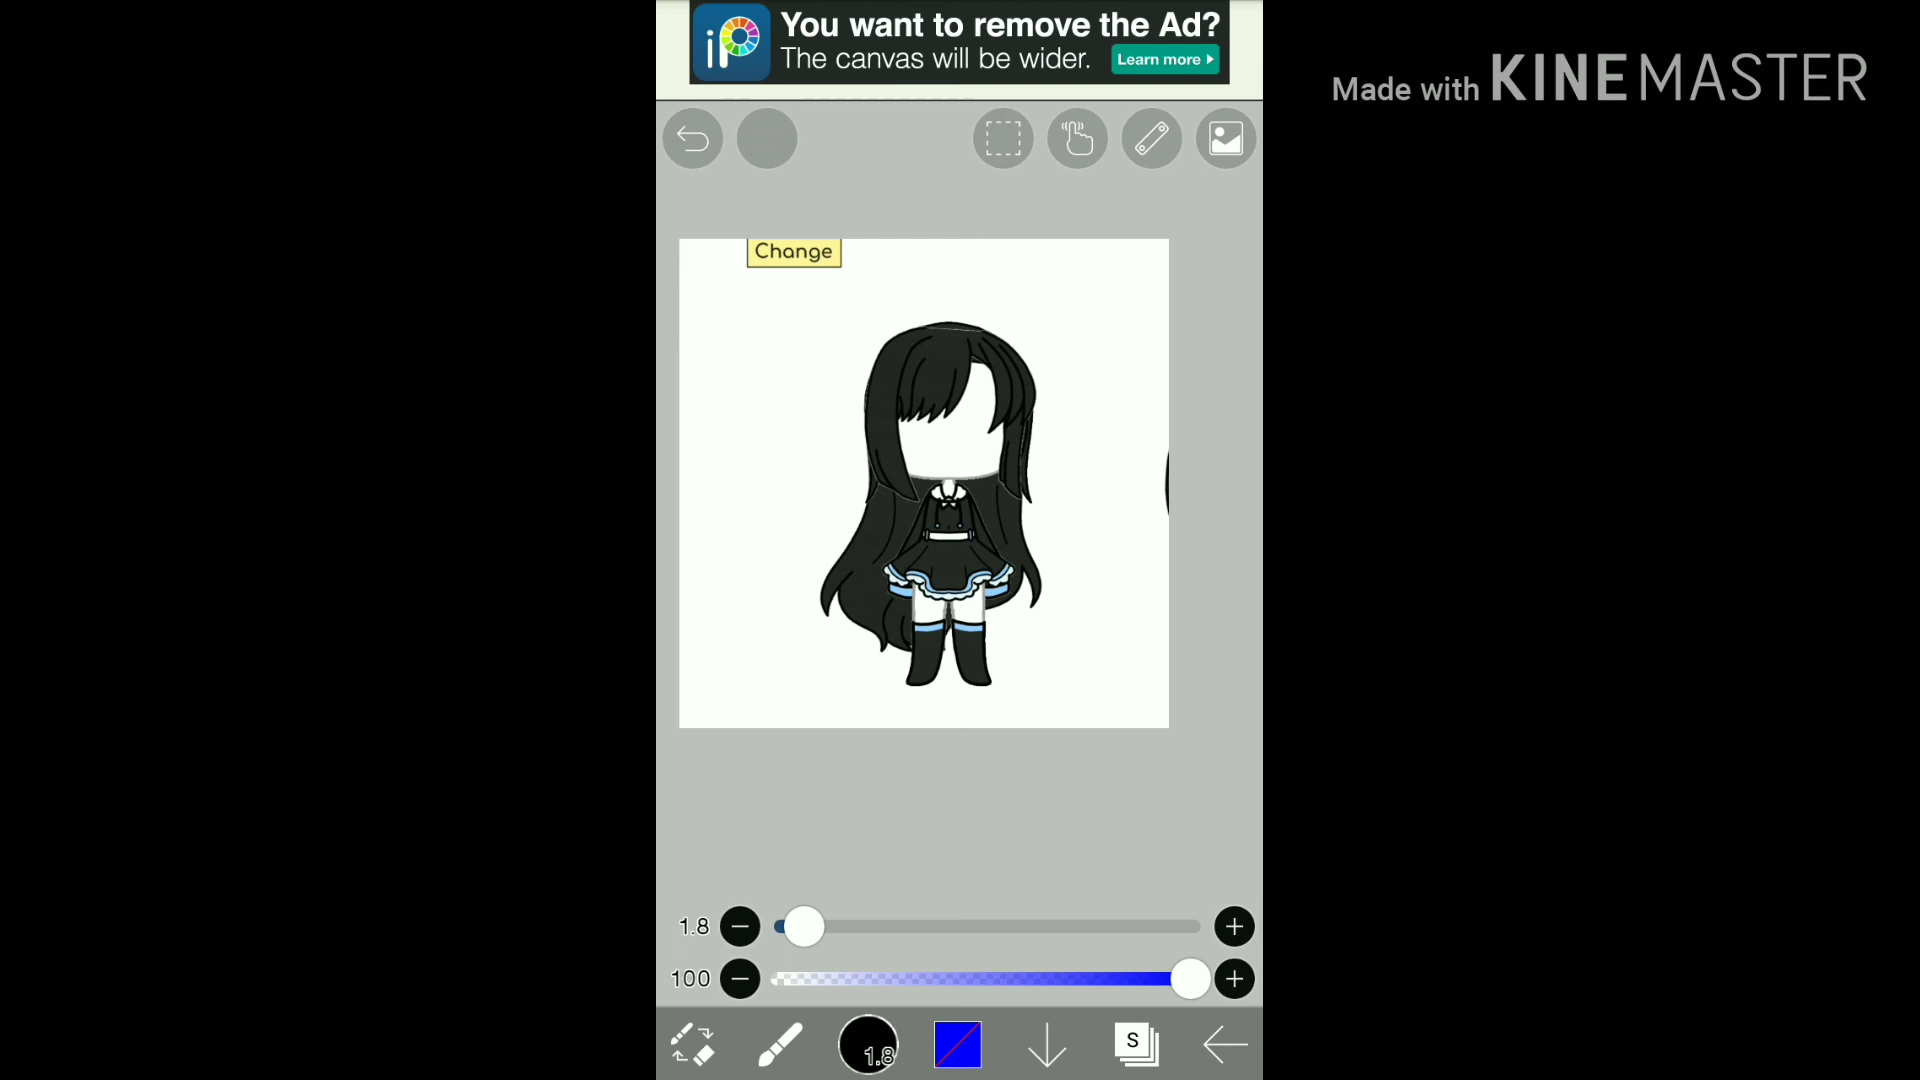 iP
You want to remove the Ad?
The canvas will be wider.
Learn more
Made with KINEMASTER
Change
1.8
100
1.8
S